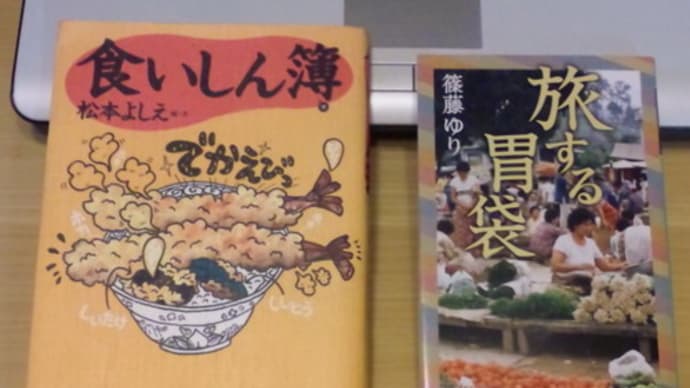 食いしん簿。
松本よしえ
でかえびっ
しいたけ
ししとう
旅する
胃袋
篠藤ゆり